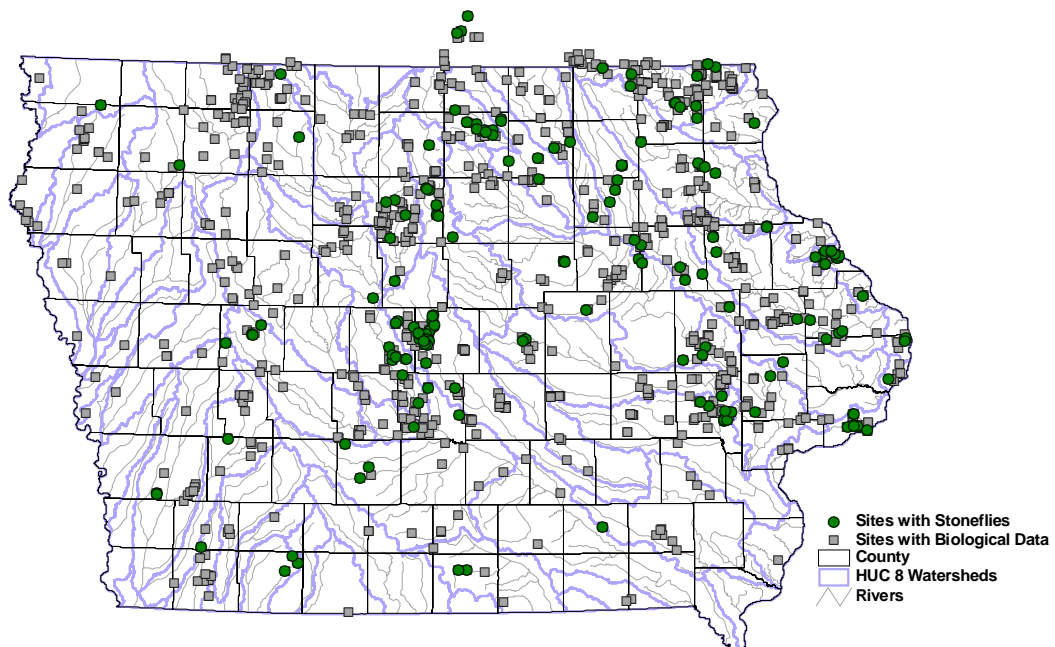 Sites with Stoneflies
Sites with Biological Data
County
HUC 8 Watersheds
Rivers